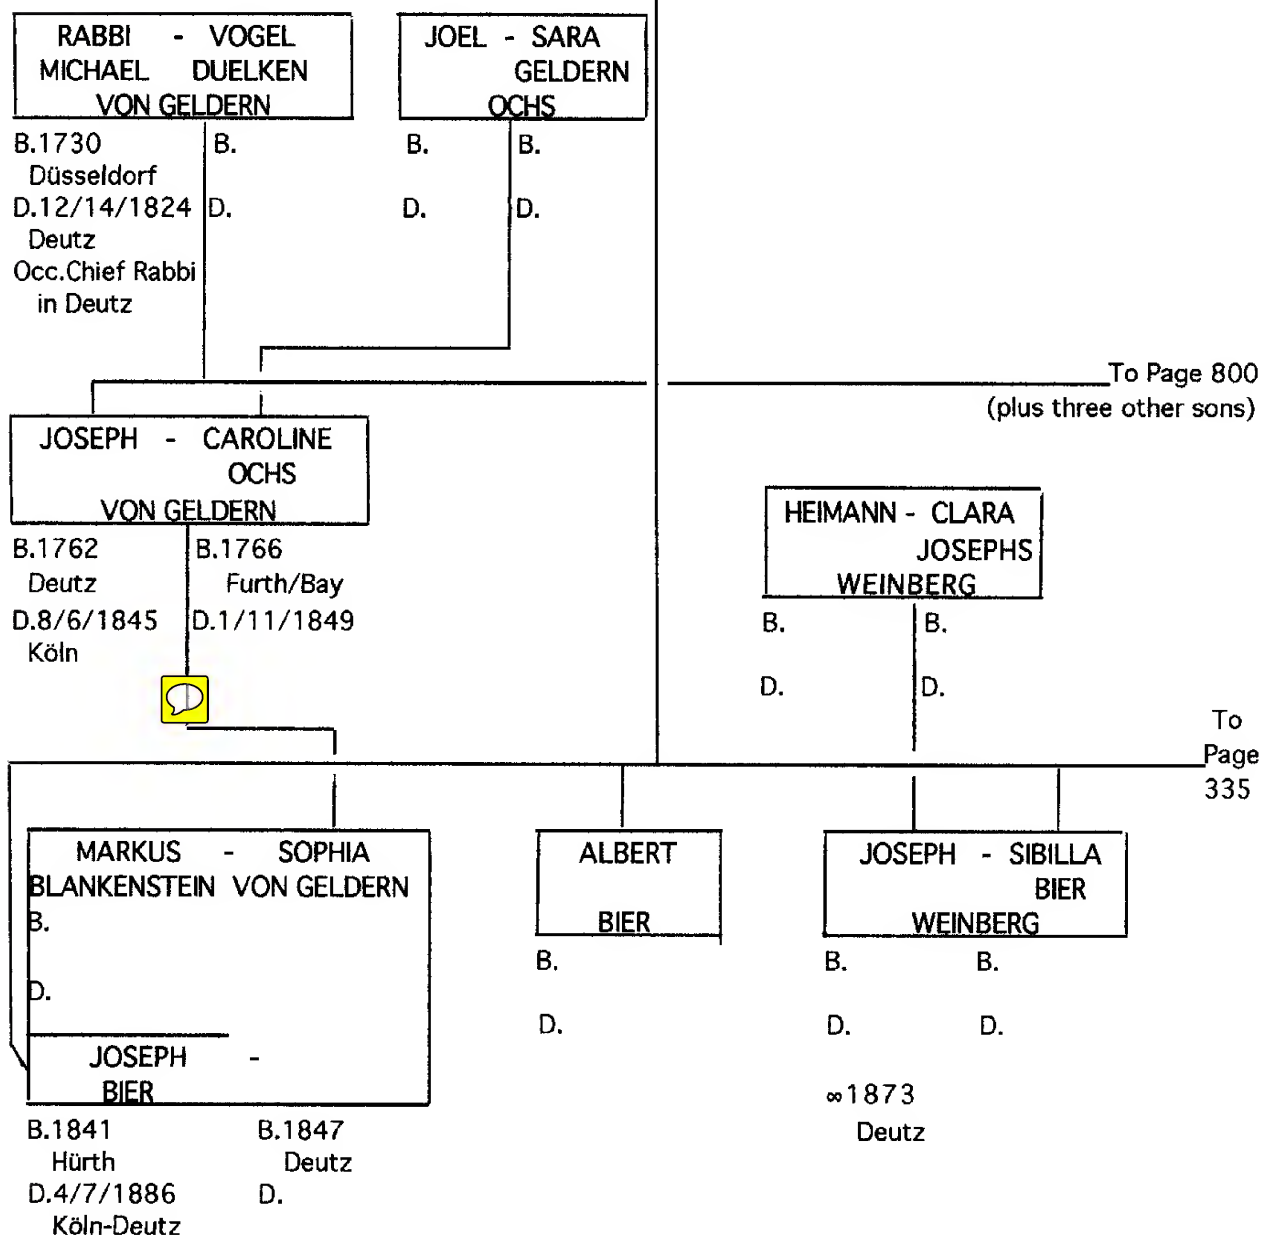 RABBI - VOGEL
MICHAEL DUELKEN
VON GELDERN
B.1730 B.
Düsseldorf
D.12/14/1824 D.
Deutz
Occ.Chief Rabbi
in Deutz
JOEL - SARA
GELDERN
OCHS
B. B.
D. D.
To Page 800
(plus three other sons)
JOSEPH - CAROLINE
OCHS
VON GELDERN
B.1762 B.1766
Deutz Furth/Bay
D.8/6/1845 D.1/11/1849
Köln
HEIMANN - CLARA
JOSEPHS
WEINBERG
B. B.
D. D.
To
Page
335
MARKUS - SOPHIA
BLANKENSTEIN VON GELDERN
B.
D.
JOSEPH -
BIER
B.1841 B.1847
Hürth Deutz
D.4/7/1886 D.
Köln-Deutz
ALBERT
BIER
B.
D.
JOSEPH - SIBILLA
BIER
WEINBERG
B. B.
D. D.
∞1873
Deutz